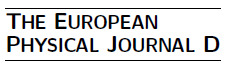 THE EUROPEAN
PHYSICAL JOURNAL D